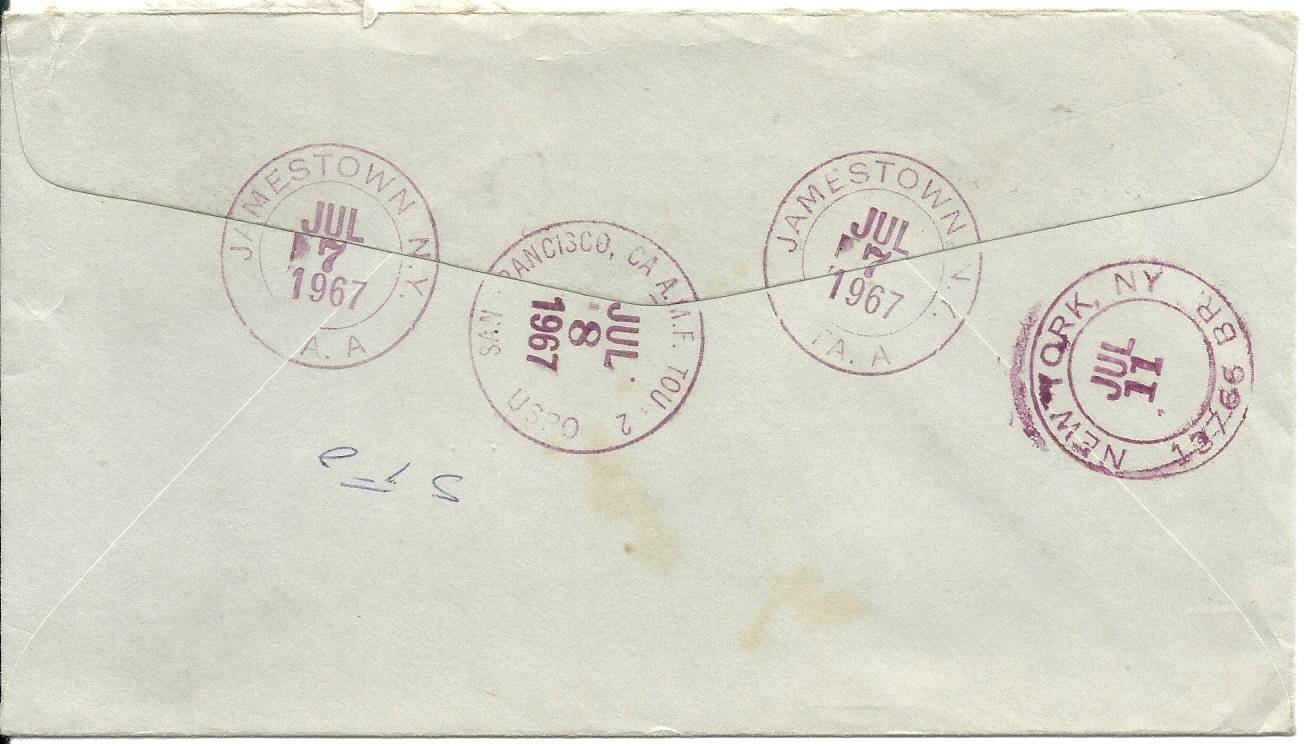 JAMESTOWN N.Y.
JUL
7
1967
A. A
SAN FRANCISCO, CA A.M.F. TOU. 2
JUL
8
1967
USPO
JAMESTOWN N.Y.
JUL
7
1967
A. A
NEW YORK, NY
JUL
11
13766 BR.